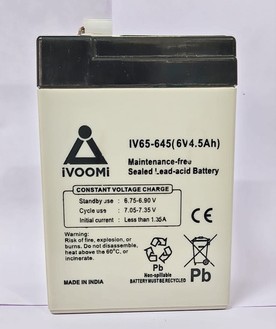 iVOOMi
IV65-645(6V4.5Ah)
Maintenance-free
Sealed Lead-acid Battery
CONSTANT VOLTAGE CHARGE
Standby use : 6.75-6.90 V
Cycle use : 7.05-7.35 V
Initial current : Less than 1.35A
CE
Warning:
Risk of fire, explosion, or
burns. Do not disassemble,
heat above the 60°C, or
incinerate.
MADE IN INDIA
Pb
Non-spillable
BATTERY MUST BE RECYCLED
Pb